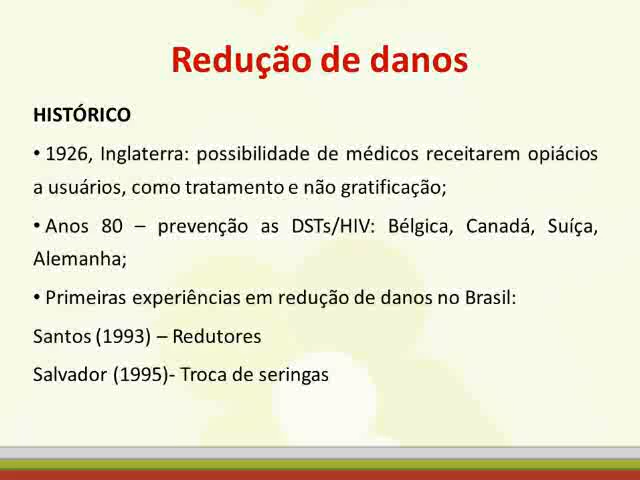 Redução de danos
HISTÓRICO
• 1926, Inglaterra: possibilidade de médicos receitarem opiácios
a usuários, como tratamento e não gratificação;
• Anos 80 – prevenção as DSTs/HIV: Bélgica, Canadá, Suíça,
Alemanha;
• Primeiras experiências em redução de danos no Brasil:
Santos (1993) – Redutores
Salvador (1995)- Troca de seringas